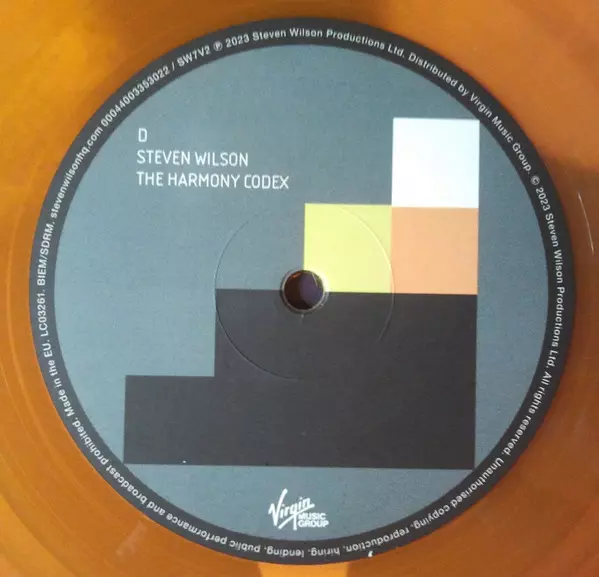 D
STEVEN WILSON
THE HARMONY CODEX
Virgin
MUSIC
GROUP
stevenwilsonhq.com 00044003353022 / SW7V2 ℗ 2023 Steven Wilson Productions Ltd. Distributed by Virgin Music Group. © 2023 Steven Wilson Productions Ltd. All rights reserved. Unauthorised copying, reproduction, hiring, lending, public performance and broadcast prohibited. Made in the EU. LC03261. BIEM/SDRM.